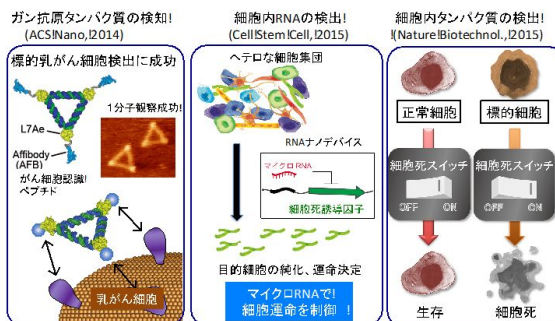 ガン抗原タンパク質の検知!
(ACS!Nano,!2014)
標的乳がん細胞検出に成功
1分子観察成功!
L7Ae
Affibody
(AFB)
がん細胞認識!
ペプチド
乳がん細胞
細胞内RNAの検出!
(Cell!Stem!Cell,!2015)
ヘテロな細胞集団
RNAナノデバイス
マイクロRNA
細胞死誘導因子
目的細胞の純化、運命決定
マイクロRNAで!
細胞運命を制御 !
細胞内タンパク質の検出!
!(Nature!Biotechnol.,!2015)
正常細胞
標的細胞
細胞死スイッチ
細胞死スイッチ
OFF ON
OFF ON
生存
細胞死